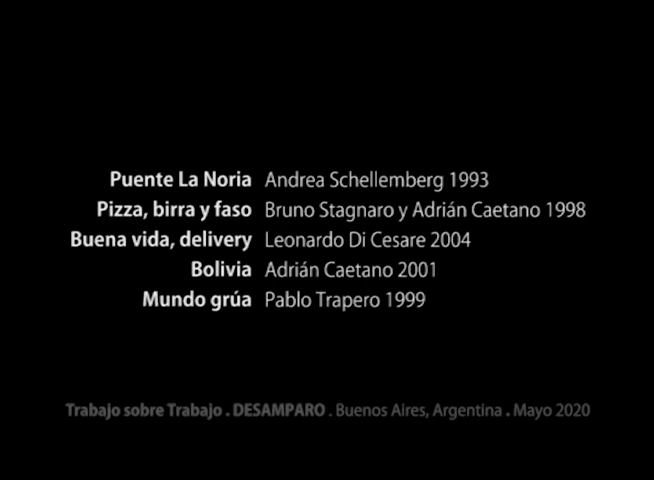 Puente La Noria Andrea Schellemberg 1993
Pizza, birra y faso Bruno Stagnaro y Adrián Caetano 1998
Buena vida, delivery Leonardo Di Cesare 2004
Bolivia Adrián Caetano 2001
Mundo grúa Pablo Trapero 1999
Trabajo sobre Trabajo . DESAMPARO . Buenos Aires, Argentina . Mayo 2020